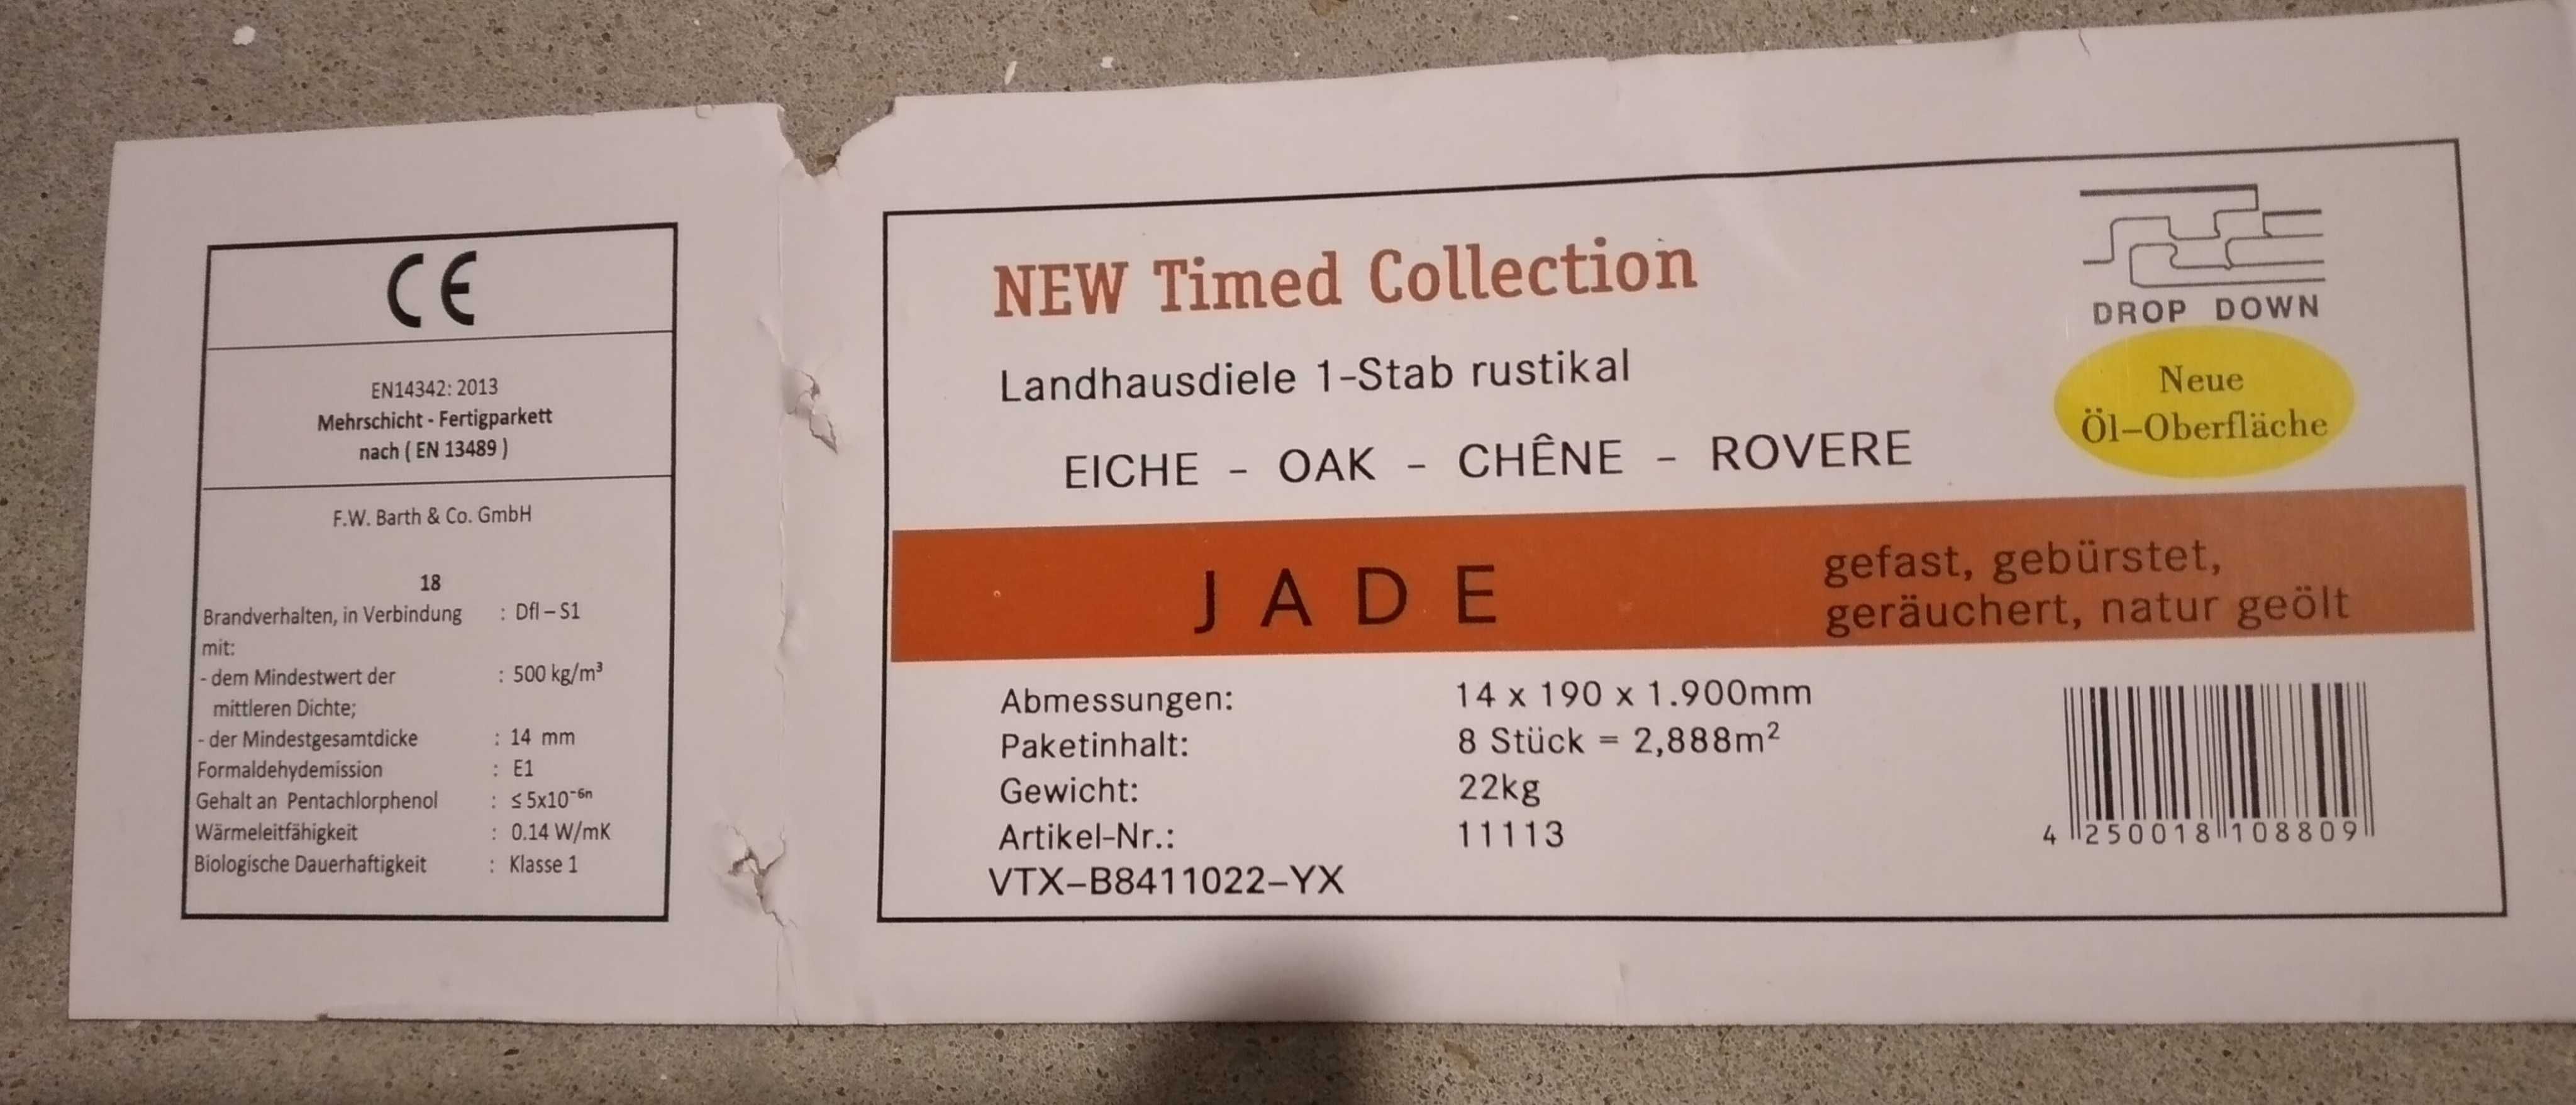 CE
EN14342: 2013
Mehrschicht - Fertigparkett
nach ( EN 13489 )
F.W. Barth & Co. GmbH
18
Brandverhalten, in Verbindung : Dfl – S1
mit:
- dem Mindestwert der : 500 kg/m³
mittleren Dichte;
- der Mindestgesamtdicke : 14 mm
Formaldehydemission : E1
Gehalt an Pentachlorphenol : ≤ 5x10⁻⁶ⁿ
Wärmeleitfähigkeit : 0.14 W/mK
Biologische Dauerhaftigkeit : Klasse 1
NEW Timed Collection
DROP DOWN
Landhausdiele 1-Stab rustikal
Neue
Öl-Oberfläche
EICHE - OAK - CHÊNE - ROVERE
JADE
gefast, gebürstet,
geräuchert, natur geölt
Abmessungen: 14 x 190 x 1.900mm
Paketinhalt: 8 Stück = 2,888m²
Gewicht: 22kg
Artikel-Nr.: 11113
VTX-B8411022-YX
4 250018 108809